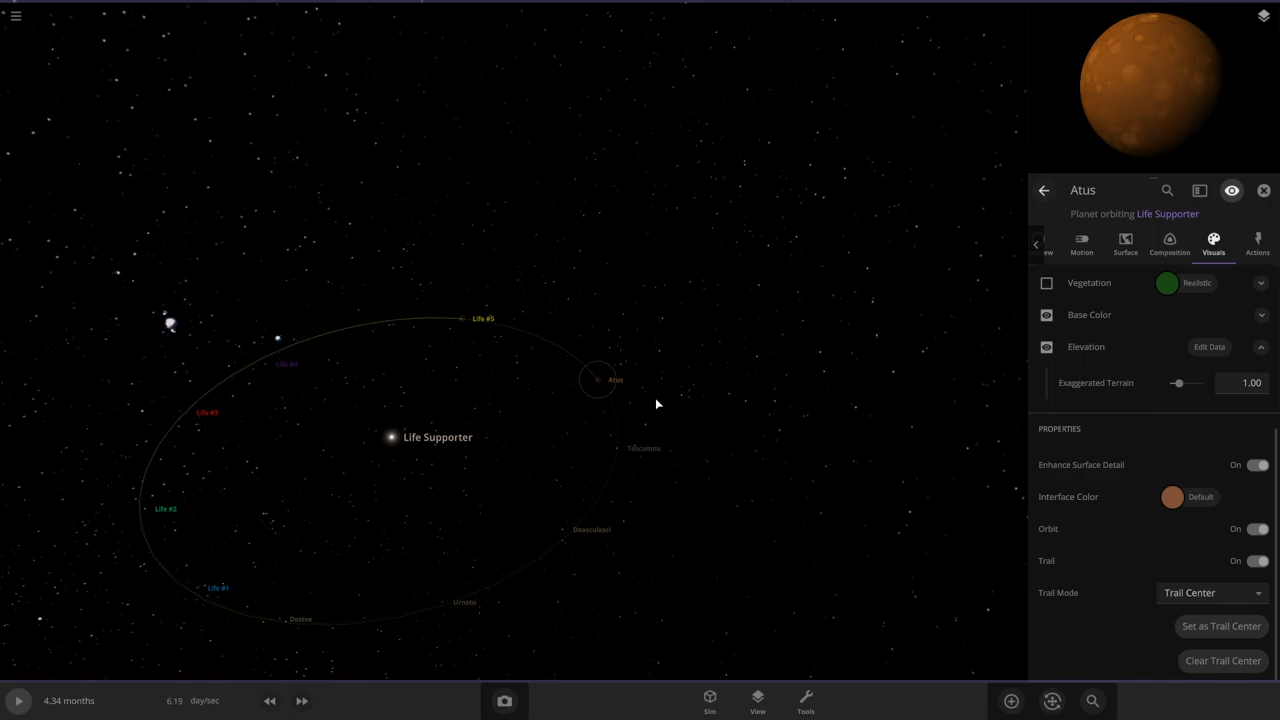 Atus
Planet orbiting Life Supporter
Motion
Surface
Composition
Visuals
Actions
Vegetation
Realistic
Base Color
Elevation
Edit Data
Exaggerated Terrain
1.00
PROPERTIES
Enhance Surface Detail
On
Interface Color
Default
Orbit
On
Trail
On
Trail Mode
Trail Center
Set as Trail Center
Clear Trail Center
Life #5
Life #4
Atus
Life #3
Life Supporter
Life #2
Deasculesci
Life #1
Urnatu
4.34 months
6.19 day/sec
Sim
View
Tools